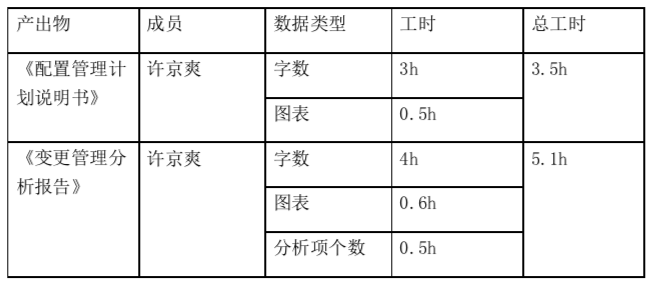 产出物 成员 数据类型 工时 总工时
《配置管理计 许京爽 字数 3h 3.5h
划说明书》
图表 0.5h
《变更管理分 许京爽 字数 4h 5.1h
析报告》
图表 0.6h
分析项个数 0.5h